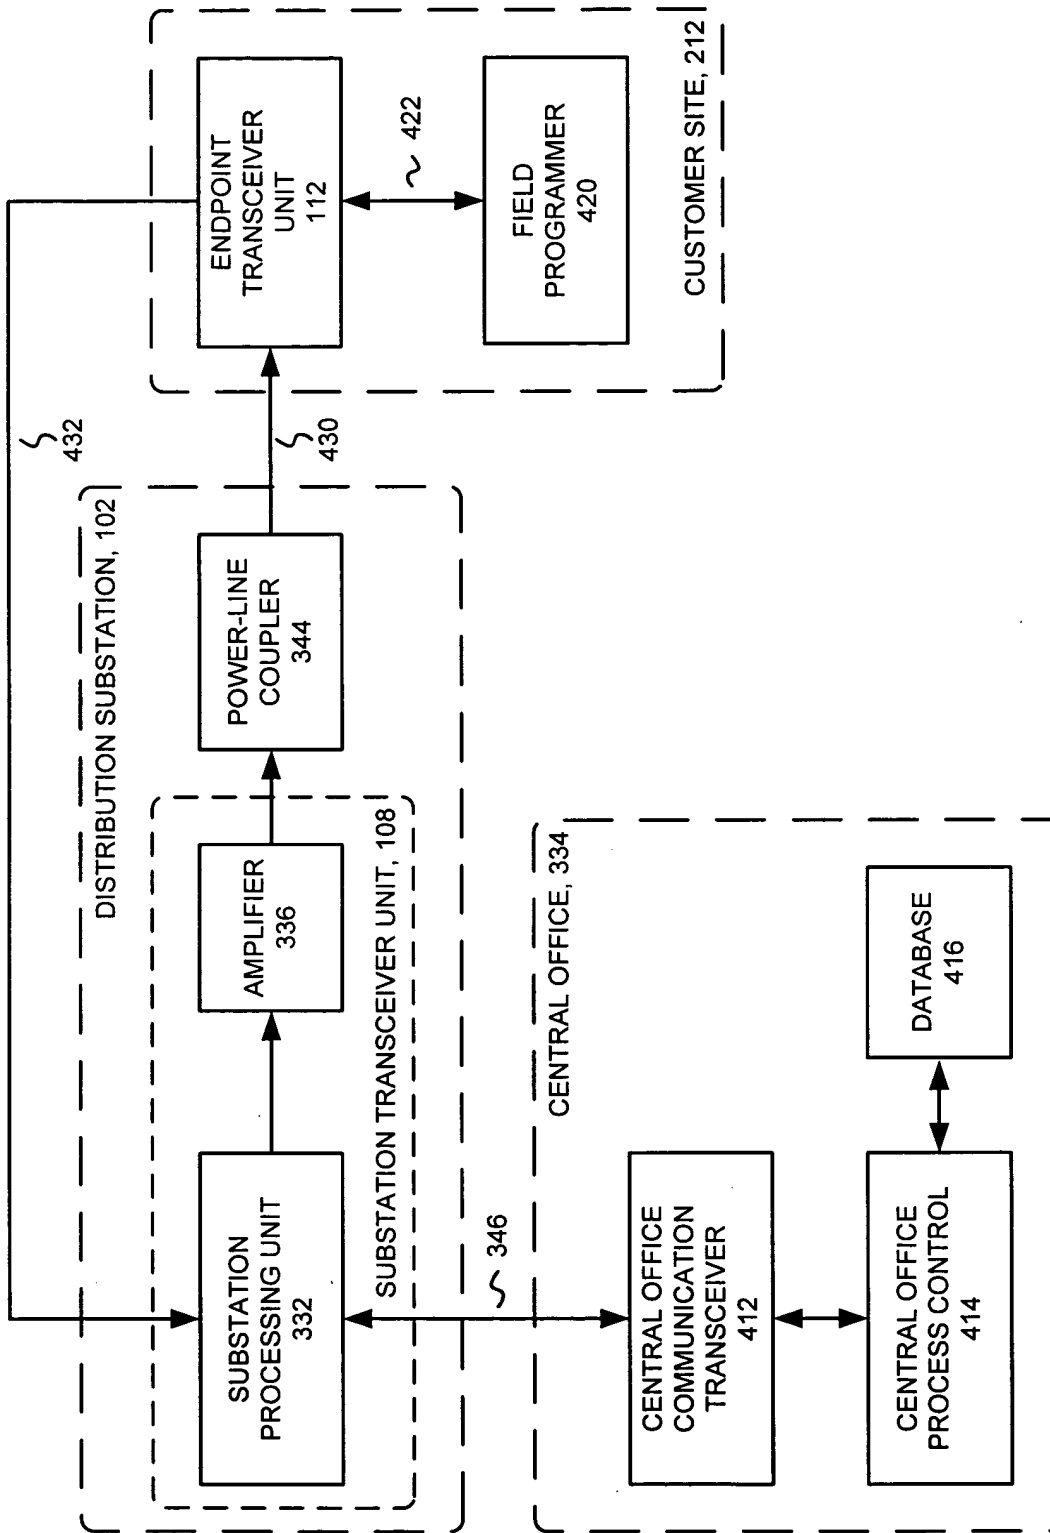 DISTRIBUTION SUBSTATION, 102
SUBSTATION
PROCESSING UNIT
332
AMPLIFIER
336
SUBSTATION TRANSCEIVER UNIT, 108
POWER-LINE
COUPLER
344
432
430
ENDPOINT
TRANSCEIVER
UNIT
112
422
FIELD
PROGRAMMER
420
CUSTOMER SITE, 212
346
CENTRAL OFFICE, 334
CENTRAL OFFICE
COMMUNICATION
TRANSCEIVER
412
CENTRAL OFFICE
PROCESS CONTROL
414
DATABASE
416